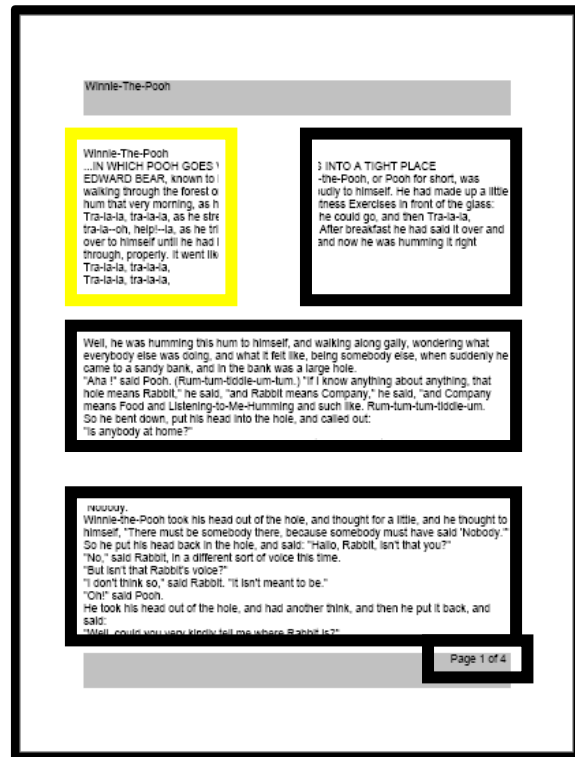 Winnie-The-Pooh
Winnie-The-Pooh
...IN WHICH POOH GOES
EDWARD BEAR, known to
walking through the forest
hum that very morning, as h
Tra-la-la, tra-la-la, as he
tra-la--oh, help!--la, as he
over to himself until he had
through, properly. It went
Tra-la-la, tra-la-la,
Tra-la-la, tra-la-la,
INTO A TIGHT PLACE
-the-Pooh, or Pooh for short, was
to himself. He had made up a little
Exercises in front of the glass:
he could go, and then Tra-la-la,
After breakfast he had said it over and
and now he was humming it right
Well, he was humming this hum to himself, and walking along gaily, wondering what
everybody else was doing, and what it felt like, being somebody else, when suddenly he
came to a sandy bank, and in the bank was a large hole.
"Aha !" said Pooh. (Rum-tum-tiddle-um-tum.) "If I know anything about anything, that
hole means Rabbit," he said, "and Rabbit means Company," he said, "and Company
means Food and Listening-to-Me-Humming and such like. Rum-tum-tum-tiddle-um.
So he bent down, put his head into the hole, and called out:
"Is anybody at home?"
"Nobody."
Winnie-the-Pooh took his head out of the hole, and thought for a little, and he thought to
himself, "There must be somebody there, because somebody must have said 'Nobody.'"
So he put his head back in the hole, and said: "Hallo, Rabbit, isn't that you?"
"No," said Rabbit, in a different sort of voice this time.
"But isn't that Rabbit's voice?"
"I don't think so," said Rabbit. "It isn't meant to be."
"Oh!" said Pooh.
He took his head out of the hole, and had another think, and then he put it back, and
said:
"Well, could you very kindly tell me where Rabbit is?"
Page 1 of 4